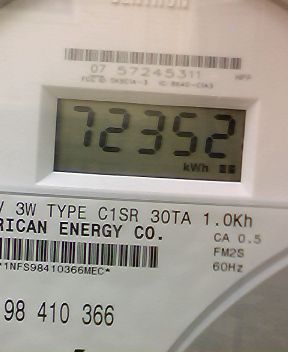 07 57245311
72352
kWh
V 3W TYPE C1SR 30TA 1.0Kh
RICAN ENERGY CO.
CA 0.5
FM2S
60Hz
*1NFS98410366MEC*
98 410 366